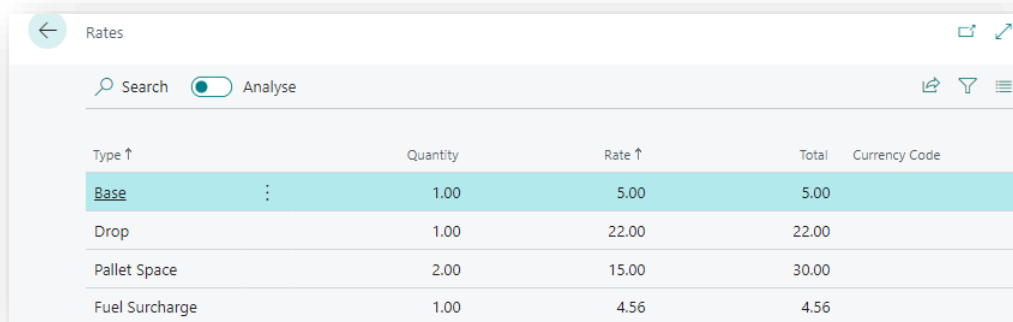 Rates
Search Analyse
Type ↑ Quantity Rate ↑ Total Currency Code
Base 1.00 5.00 5.00
Drop 1.00 22.00 22.00
Pallet Space 2.00 15.00 30.00
Fuel Surcharge 1.00 4.56 4.56